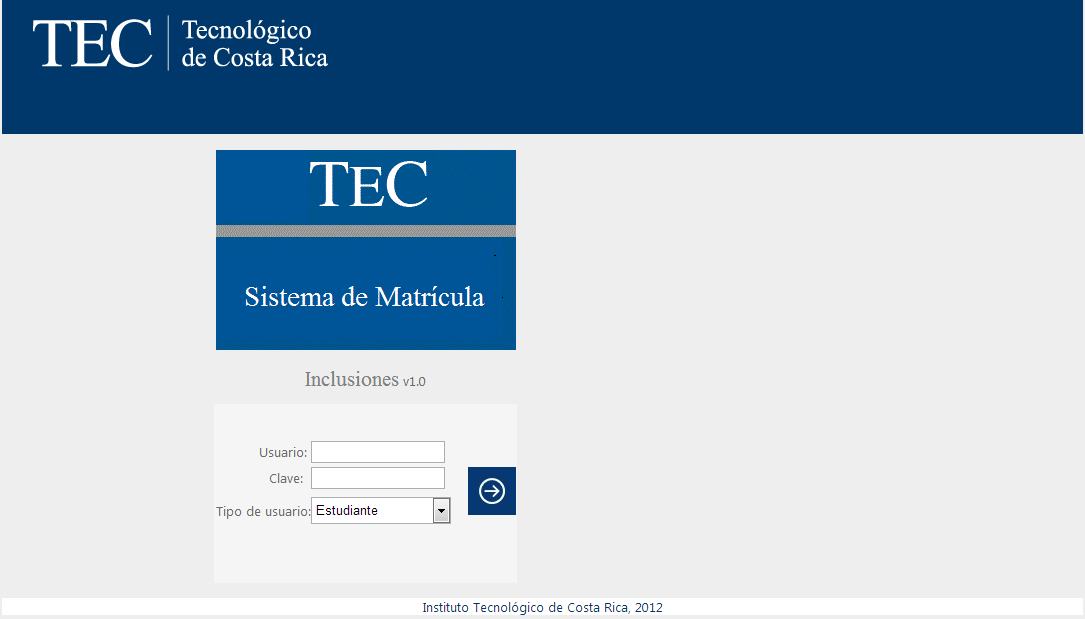 TEC
Tecnológico
de Costa Rica
TEC
Sistema de Matrícula
Inclusiones v1.0
Usuario:
Clave:
Tipo de usuario: Estudiante
Instituto Tecnológico de Costa Rica, 2012